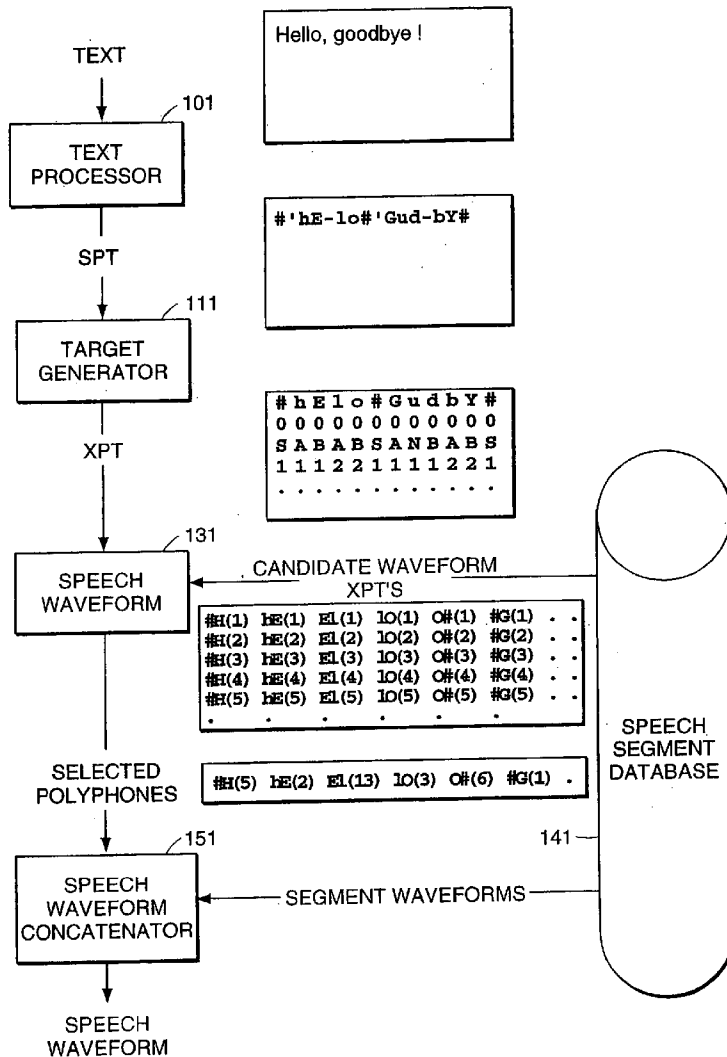 Hello, goodbye !
TEXT
101
TEXT
PROCESSOR
#'hE-lo#'Gud-bY#
SPT
111
TARGET
GENERATOR
# h E l o # G u d b Y #
0 0 0 0 0 0 0 0 0 0 0 0
S A B A B S A N B A B S
1 1 1 2 2 1 1 1 1 2 2 1
. . . . . . . . . . . .
XPT
131
SPEECH
WAVEFORM
CANDIDATE WAVEFORM
XPT'S
#H(1) hE(1) El(1) lO(1) O#(1) #G(1) . .
#H(2) hE(2) El(2) lO(2) O#(2) #G(2) . .
#H(3) hE(3) El(3) lO(3) O#(3) #G(3) . .
#H(4) hE(4) El(4) lO(4) O#(4) #G(4) . .
#H(5) hE(5) El(5) lO(5) O#(5) #G(5) . .
. . . . . .
SPEECH
SEGMENT
DATABASE
SELECTED
POLYPHONES
#H(5) hE(2) El(13) lO(3) O#(6) #G(1) .
151
141
SPEECH
WAVEFORM
CONCATENATOR
SEGMENT WAVEFORMS
SPEECH
WAVEFORM